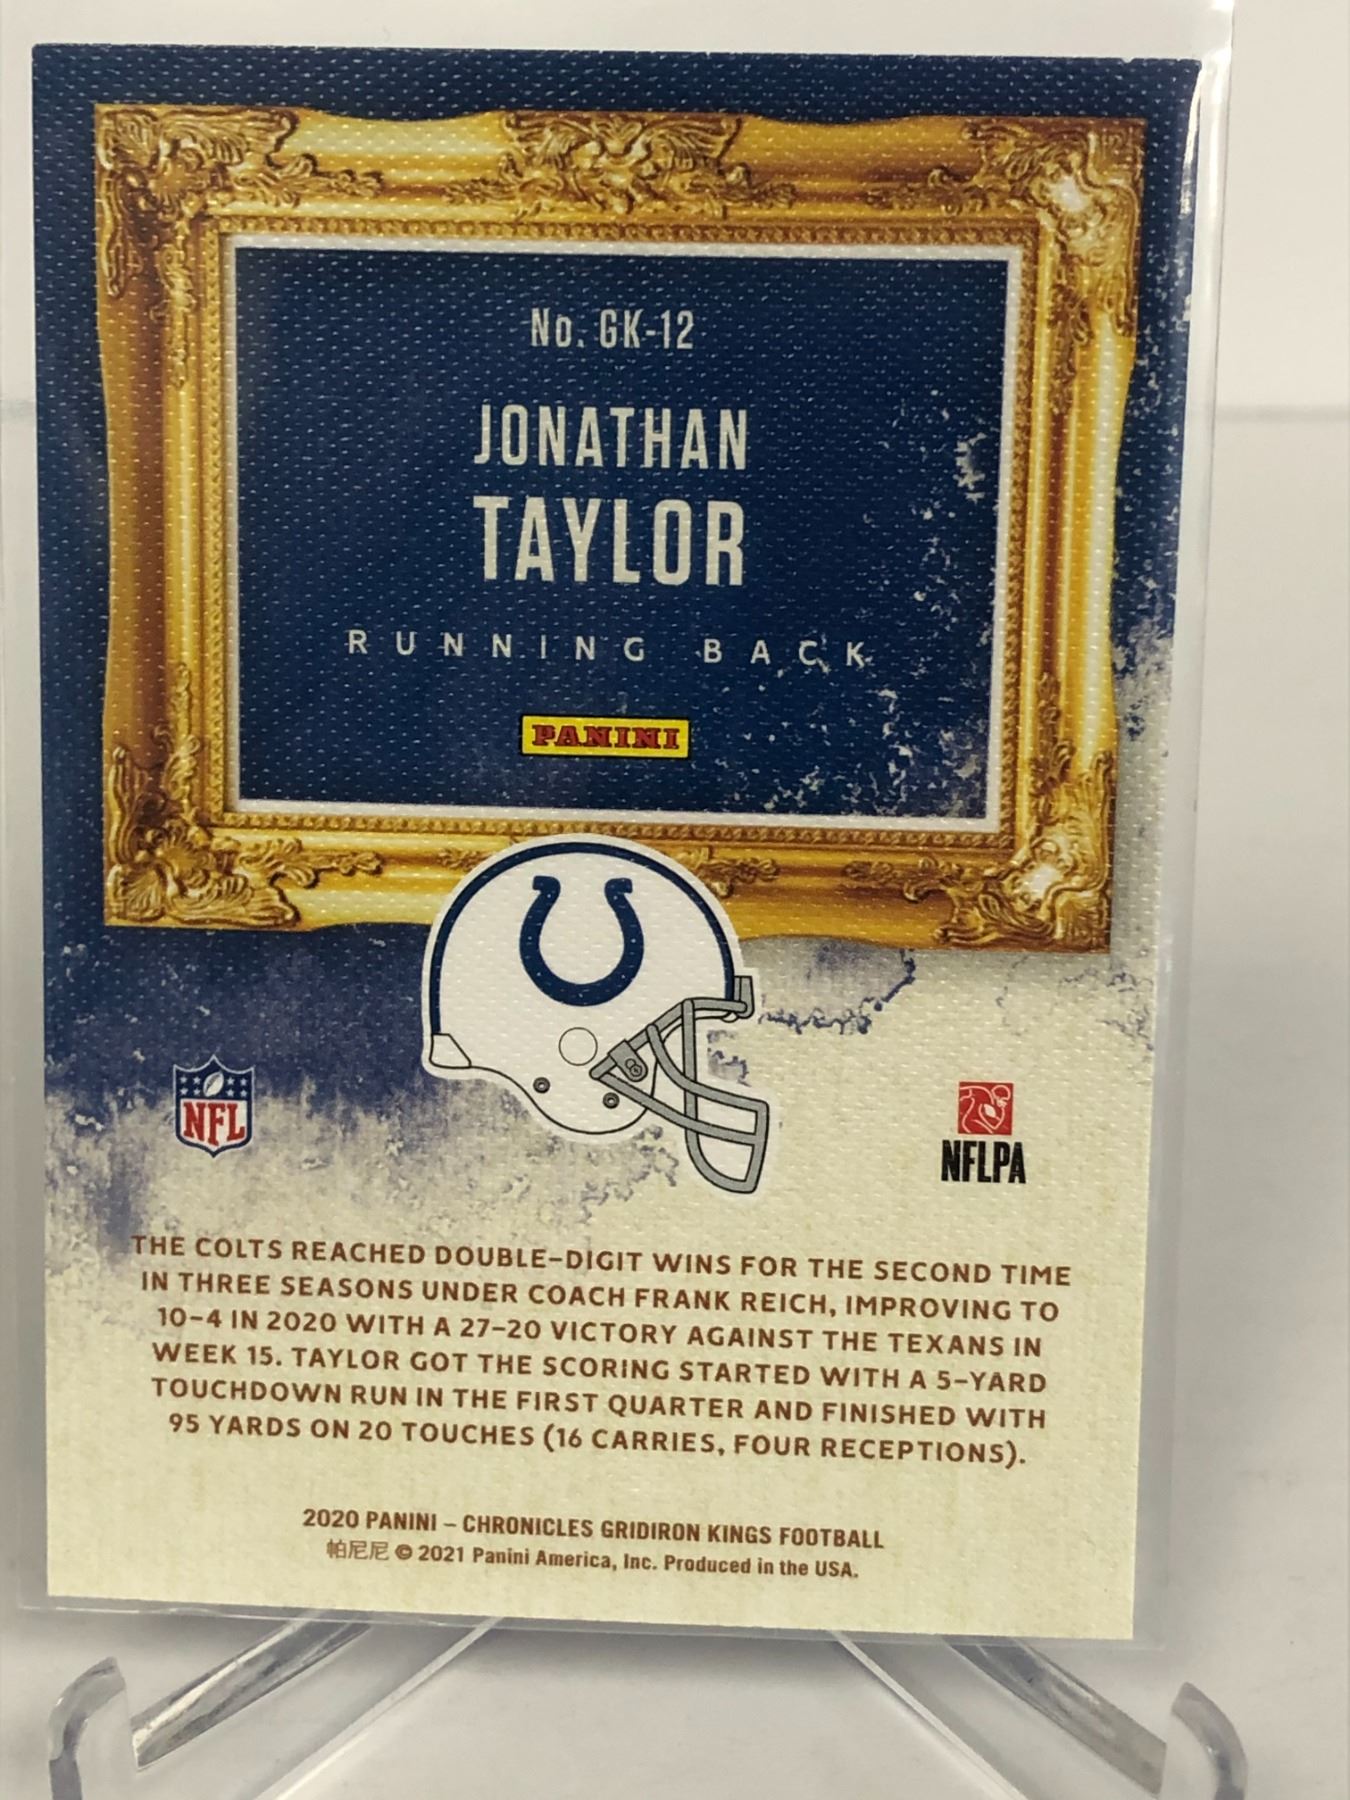 No. GK-12
JONATHAN
TAYLOR
RUNNING BACK
PANINI
NFL
NFLPA
THE COLTS REACHED DOUBLE-DIGIT WINS FOR THE SECOND TIME
IN THREE SEASONS UNDER COACH FRANK REICH, IMPROVING TO
10-4 IN 2020 WITH A 27-20 VICTORY AGAINST THE TEXANS IN
WEEK 15. TAYLOR GOT THE SCORING STARTED WITH A 5-YARD
TOUCHDOWN RUN IN THE FIRST QUARTER AND FINISHED WITH
95 YARDS ON 20 TOUCHES (16 CARRIES, FOUR RECEPTIONS).
2020 PANINI – CHRONICLES GRIDIRON KINGS FOOTBALL
帕尼尼 © 2021 Panini America, Inc. Produced in the USA.